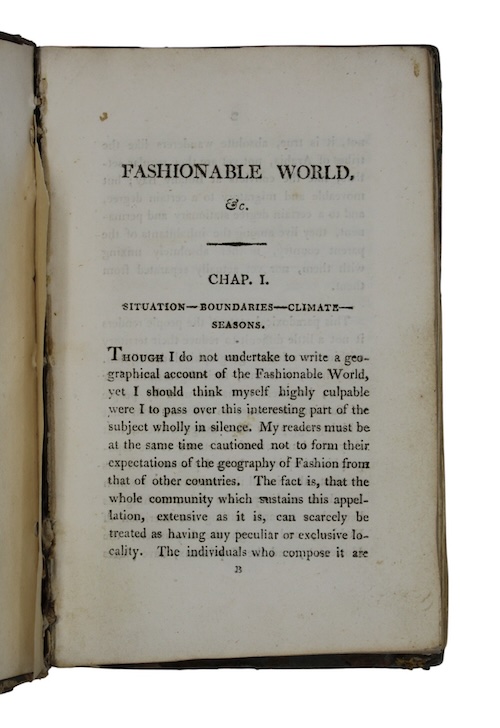 FASHIONABLE WORLD,
&c.
CHAP. I.
SITUATION—BOUNDARIES—CLIMATE—
SEASONS.
THOUGH I do not undertake to write a geo-
graphical account of the Fashionable World,
yet I should think myself highly culpable
were I to pass over this interesting part of the
subject wholly in silence. My readers must be
at the same time cautioned not to form their
expectations of the geography of Fashion from
that of other countries. The fact is, that the
whole community which sustains this appel-
lation, extensive as it is, can scarcely be
treated as having any peculiar or exclusive lo-
cality. The individuals who compose it are
B